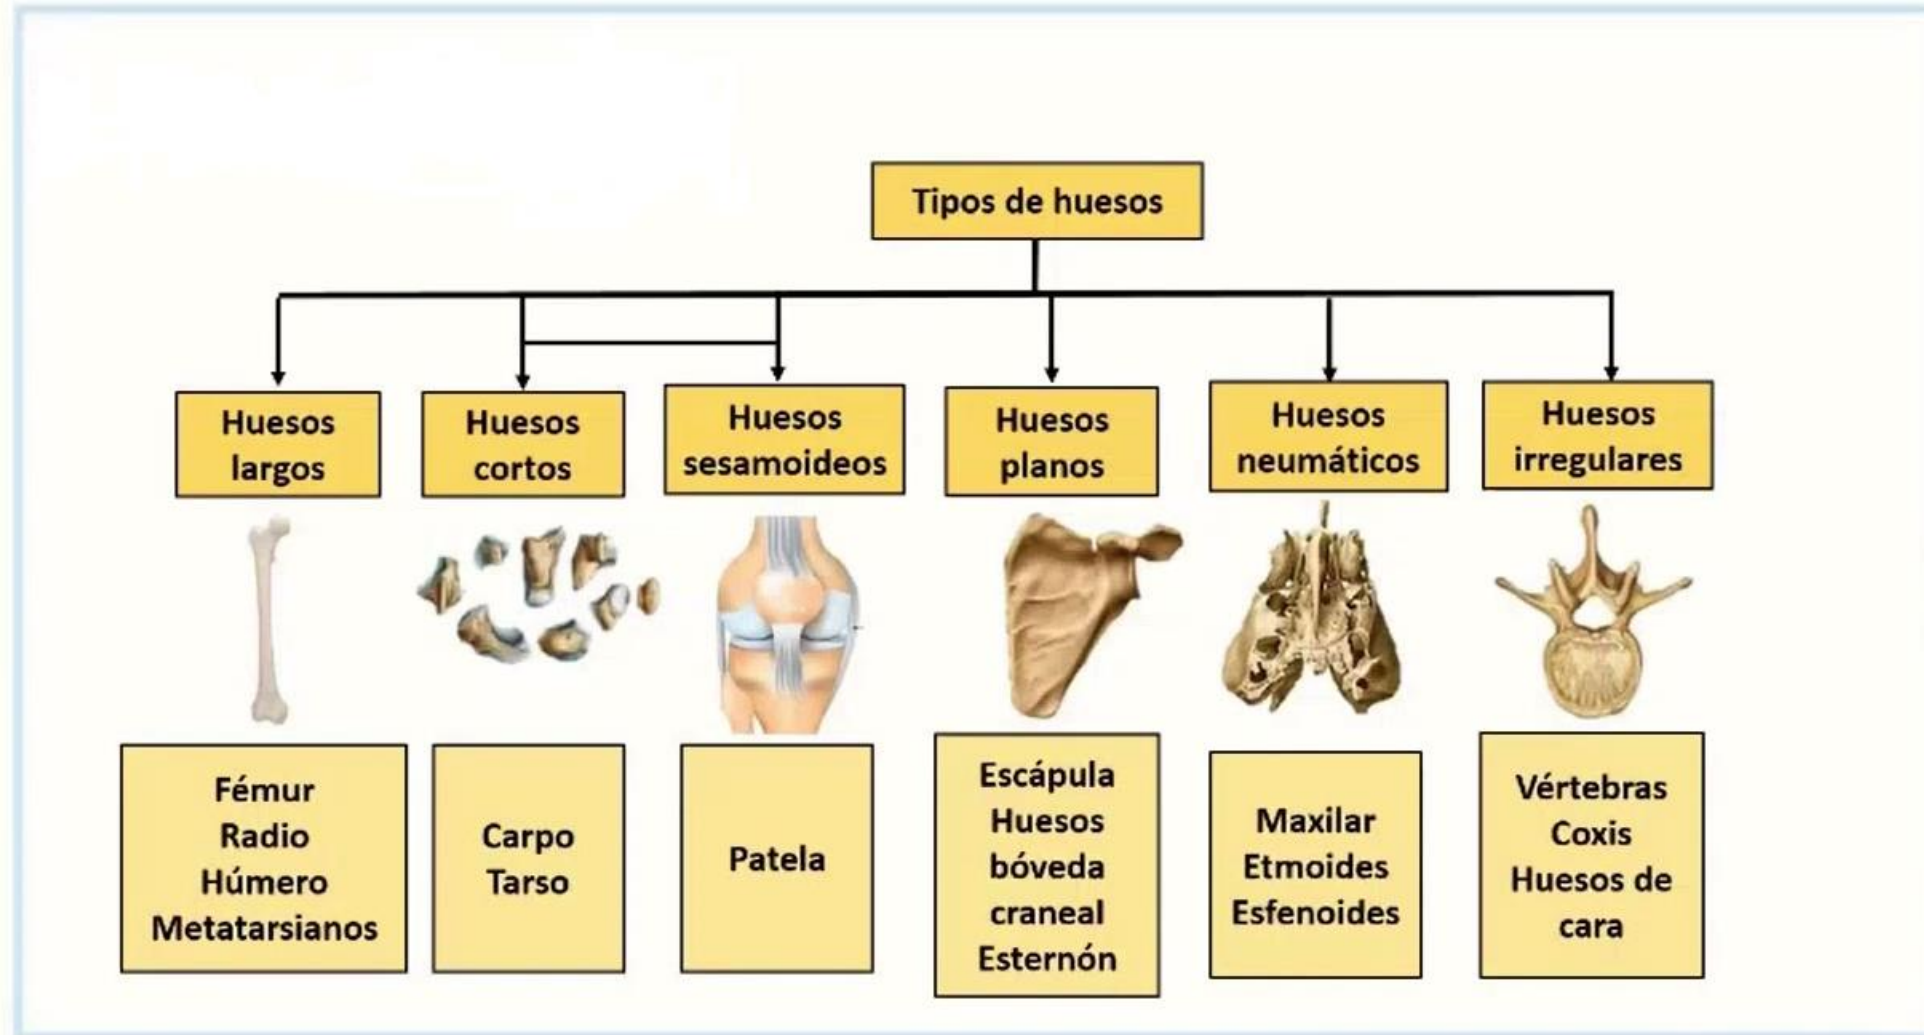 Tipos de huesos
Huesos
largos
Huesos
cortos
Huesos
sesamoideos
Huesos
planos
Huesos
neumáticos
Huesos
irregulares
Fémur
Radio
Húmero
Metatarsianos
Carpo
Tarso
Patela
Escápula
Huesos
bóveda
craneal
Esternón
Maxilar
Etmoides
Esfenoides
Vértebras
Coxis
Huesos de
cara